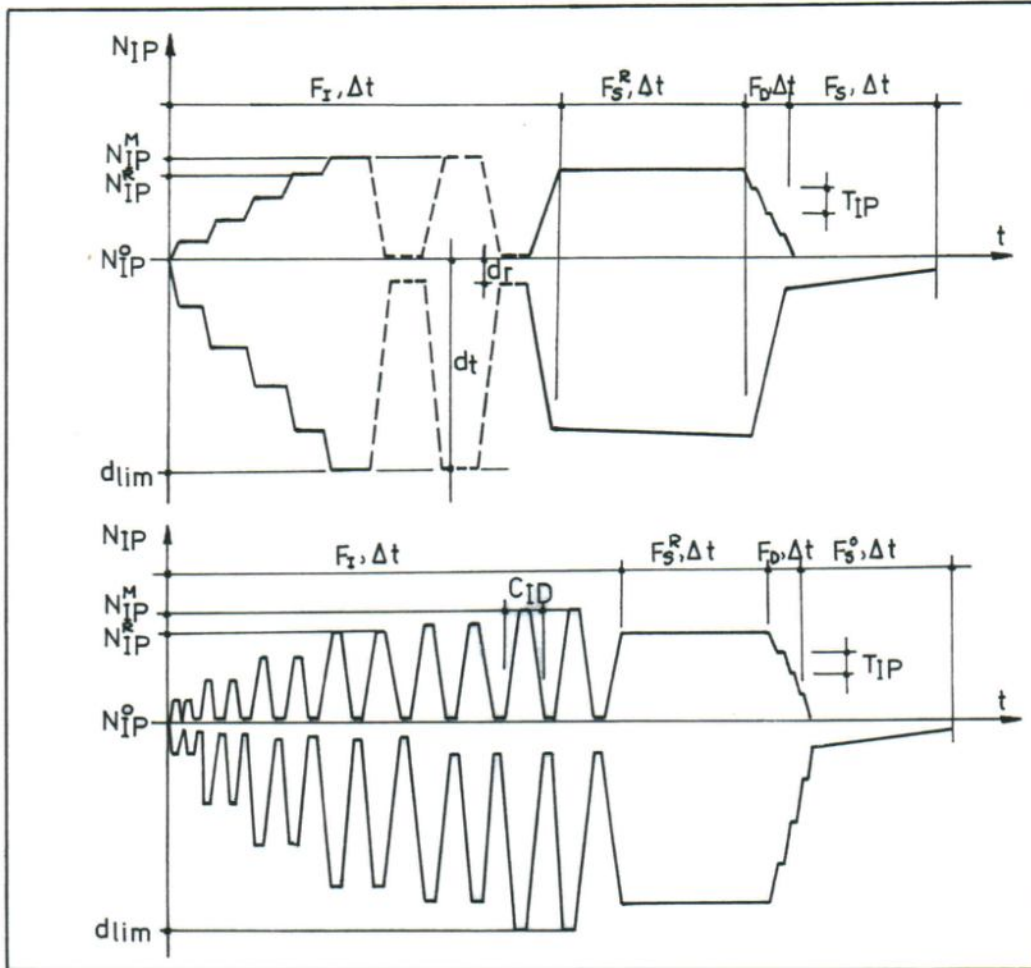 N_IP
F_I, Δt
F_S^R, Δt
F_D, Δt
F_S, Δt
N_IP^M
N_IP^R
T_IP
N_IP^o
t
d_r
d_t
d_lim
N_IP
F_I, Δt
F_S^R, Δt
F_D, Δt
F_S^o, Δt
N_IP^M
C_ID
N_IP^R
T_IP
N_IP^o
t
d_lim